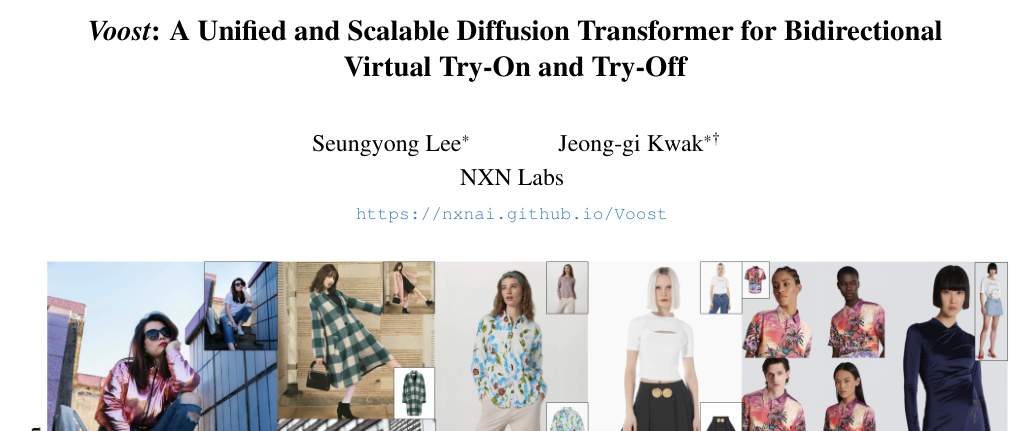 Voost: A Unified and Scalable Diffusion Transformer for Bidirectional
Virtual Try-On and Try-Off
Seungyong Lee* Jeong-gi Kwak*†
NXN Labs
https://nxnai.github.io/Voost